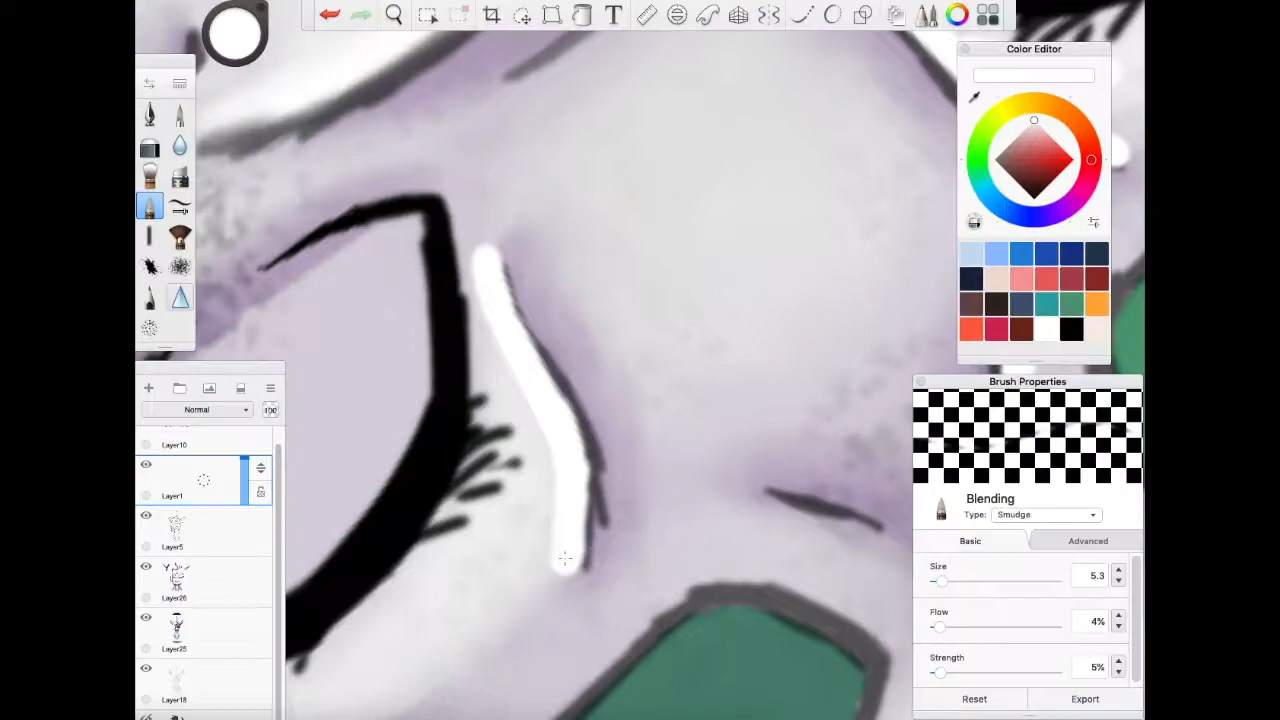 T
Color Editor
Normal
100
Layer10
Layer1
Layer5
Layer26
Layer25
Layer18
Brush Properties
Blending
Type: Smudge
Basic
Advanced
Size
5.3
Flow
4%
Strength
5%
Reset
Export